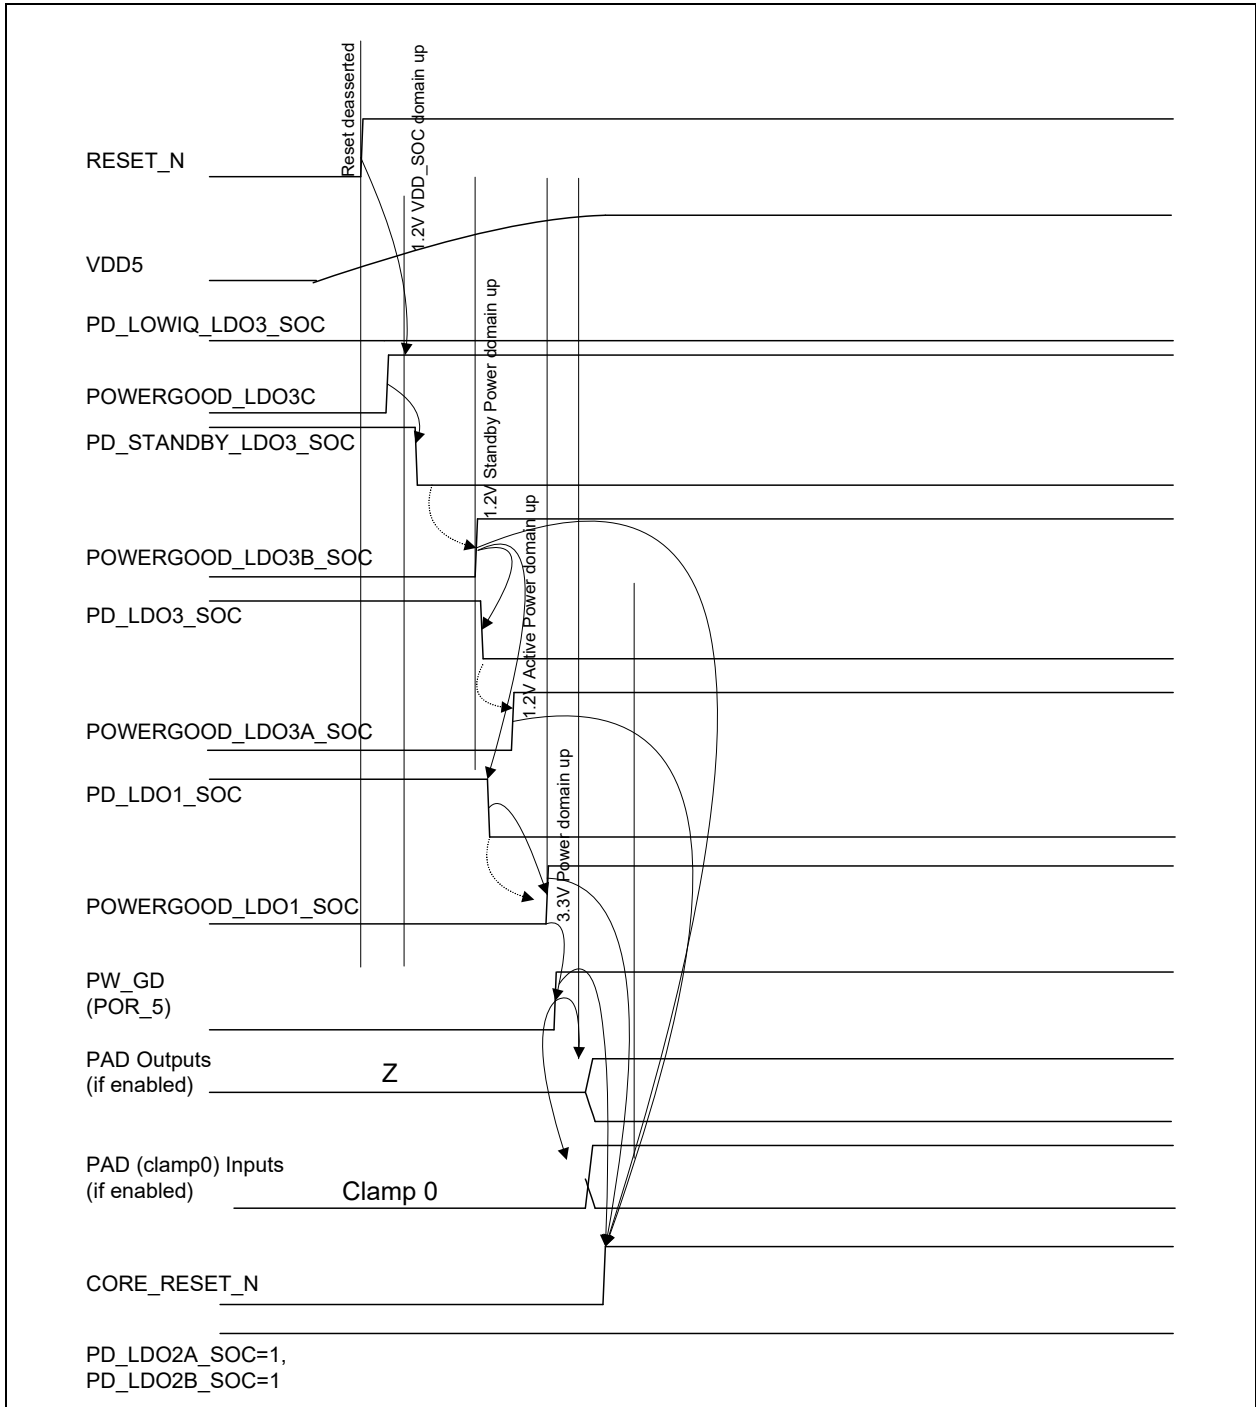 Reset deasserted
1.2V VDD_SOC domain up
RESET_N
VDD5
PD_LOWIQ_LDO3_SOC
1.2V Standby Power domain up
POWERGOOD_LDO3C
PD_STANDBY_LDO3_SOC
POWERGOOD_LDO3B_SOC
PD_LDO3_SOC
1.2V Active Power domain up
POWERGOOD_LDO3A_SOC
PD_LDO1_SOC
3.3V Power domain up
POWERGOOD_LDO1_SOC
PW_GD
(POR_5)
PAD Outputs
(if enabled)
Z
PAD (clamp0) Inputs
(if enabled)
Clamp 0
CORE_RESET_N
PD_LDO2A_SOC=1,
PD_LDO2B_SOC=1